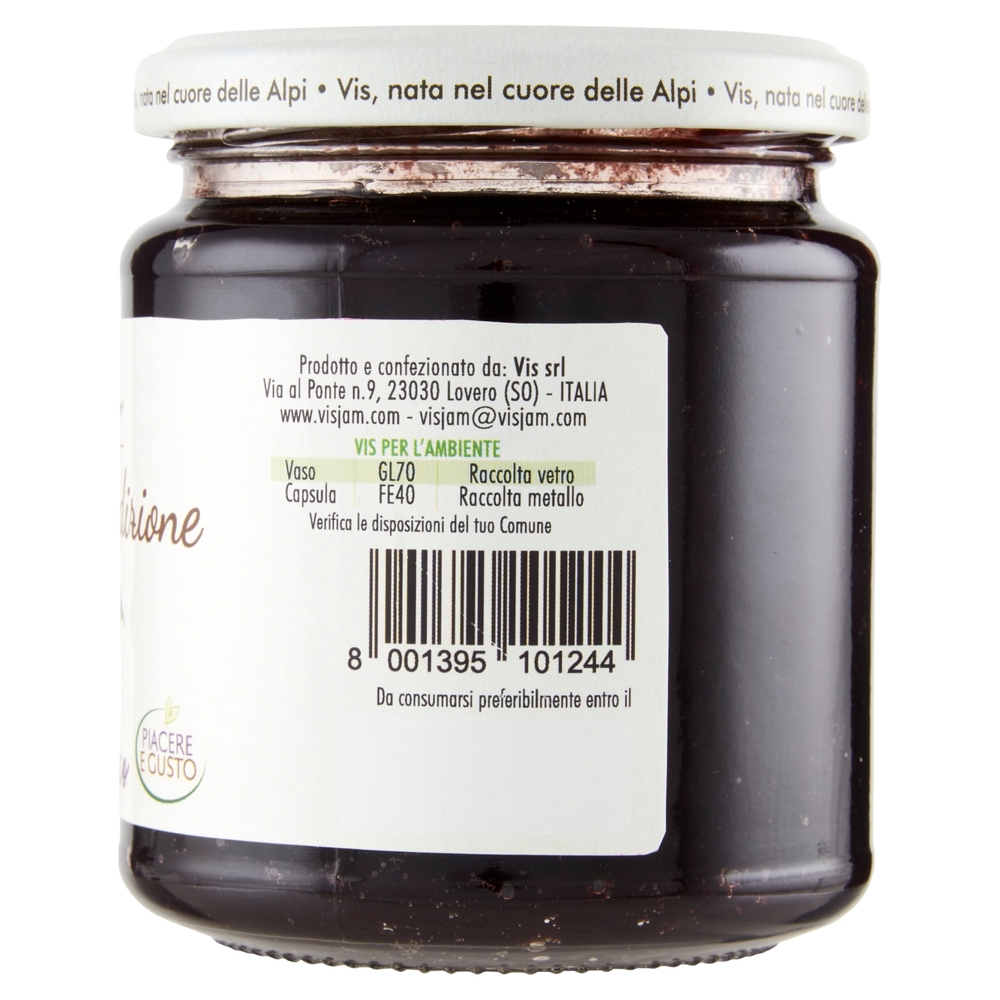 nata nel cuore delle Alpi • Vis, nata nel cuore delle Alpi • Vis, nata nel cuore
Prodotto e confezionato da: Vis srl
Via al Ponte n.9, 23030 Lovero (SO) - ITALIA
www.visjam.com - visjam@visjam.com
VIS PER L'AMBIENTE
Vaso GL70 Raccolta vetro
Capsula FE40 Raccolta metallo
Verifica le disposizioni del tuo Comune
8 001395 101244
Da consumarsi preferibilmente entro il
PIACERE
E GUSTO